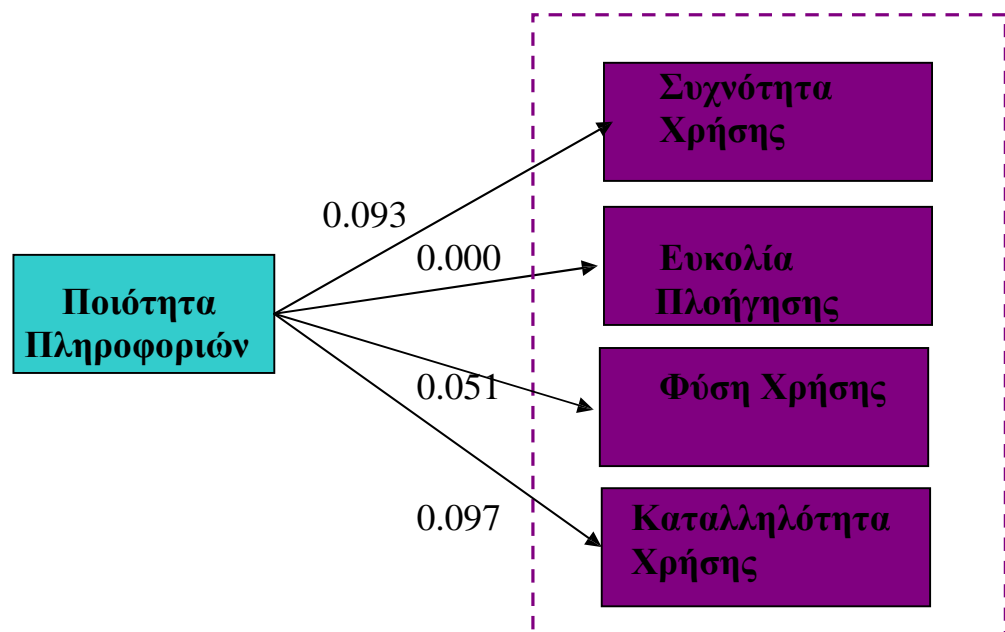 Συχνότητα
Χρήσης
0.093
0.000
Ευκολία
Πλοήγησης
Ποιότητα
Πληροφοριών
0.051
Φύση Χρήσης
0.097
Καταλληλότητα
Χρήσης